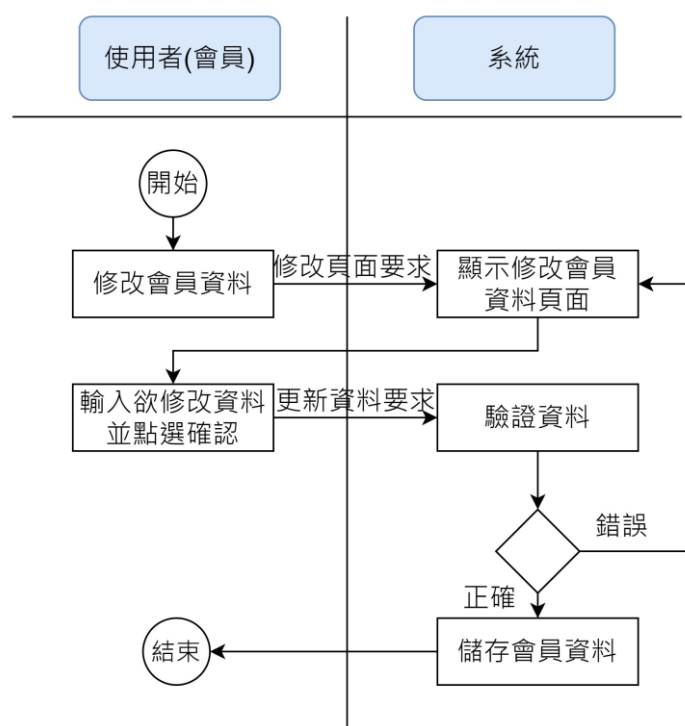 使用者(會員)
系統
開始
修改會員資料
修改頁面要求
顯示修改會員
資料頁面
輸入欲修改資料
並點選確認
更新資料要求
驗證資料
錯誤
正確
儲存會員資料
結束